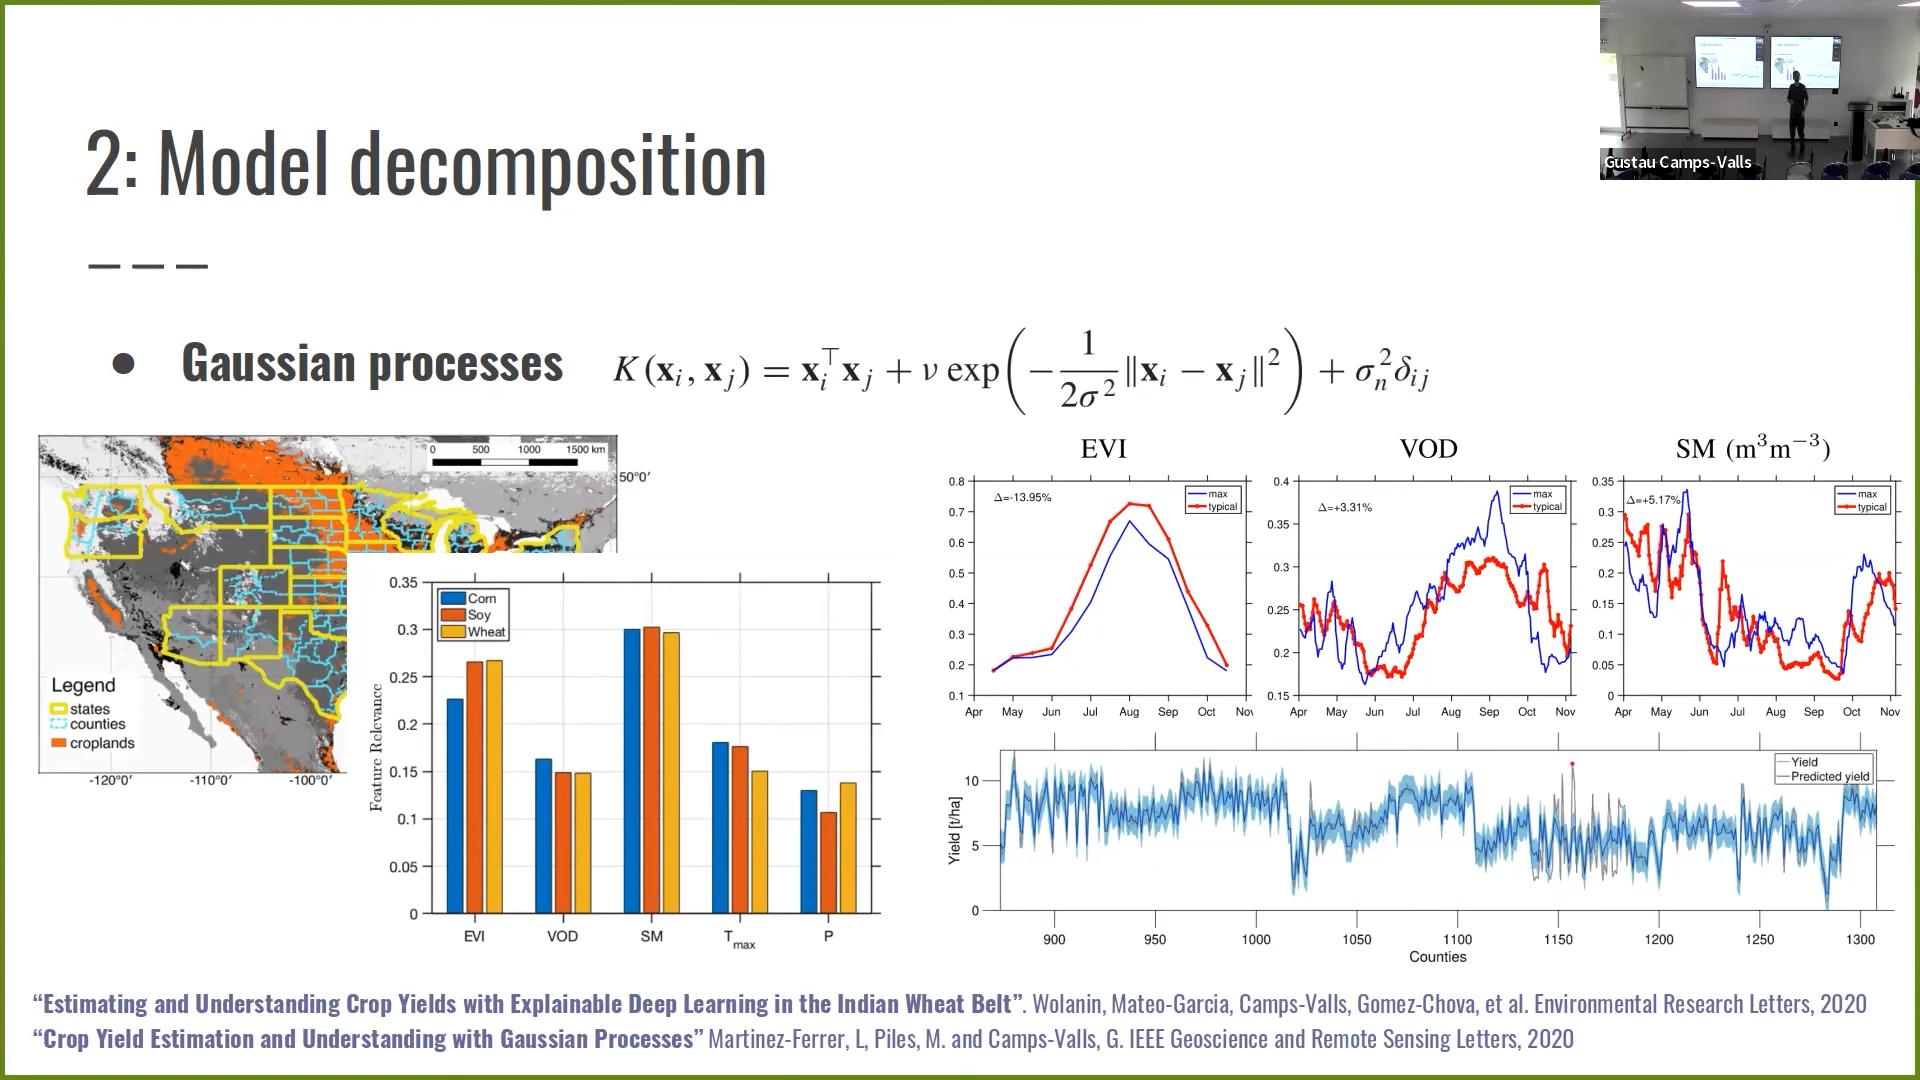 Gustau Camps-Valls
2: Model decomposition
● Gaussian processes K(xᵢ, xⱼ) = xᵢ⊤xⱼ + ν exp(−1/(2σ²) ‖xᵢ − xⱼ‖²) + σₙ²δᵢⱼ
0 500 1000 1500 km
50°0′
Legend
states
counties
croplands
-120°0′ -110°0′ -100°0′
Corn
Soy
Wheat
Feature Relevance
0.35
0.3
0.25
0.2
0.15
0.1
0.05
0
EVI VOD SM Tmax P
EVI
Δ=-13.95%
max
typical
0.8
0.7
0.6
0.5
0.4
0.3
0.2
0.1
Apr May Jun Jul Aug Sep Oct Nov
VOD
Δ=+3.31%
max
typical
0.4
0.35
0.3
0.25
0.2
0.15
Apr May Jun Jul Aug Sep Oct Nov
SM (m³m⁻³)
Δ=+5.17%
max
typical
0.35
0.3
0.25
0.2
0.15
0.1
0.05
0
Apr May Jun Jul Aug Sep Oct Nov
Yield
Predicted yield
Yield [t/ha]
10
5
0
900 950 1000 1050 1100 1150 1200 1250 1300
Counties
“Estimating and Understanding Crop Yields with Explainable Deep Learning in the Indian Wheat Belt”. Wolanin, Mateo-Garcia, Camps-Valls, Gomez-Chova, et al. Environmental Research Letters, 2020
“Crop Yield Estimation and Understanding with Gaussian Processes” Martinez-Ferrer, L, Piles, M. and Camps-Valls, G. IEEE Geoscience and Remote Sensing Letters, 2020